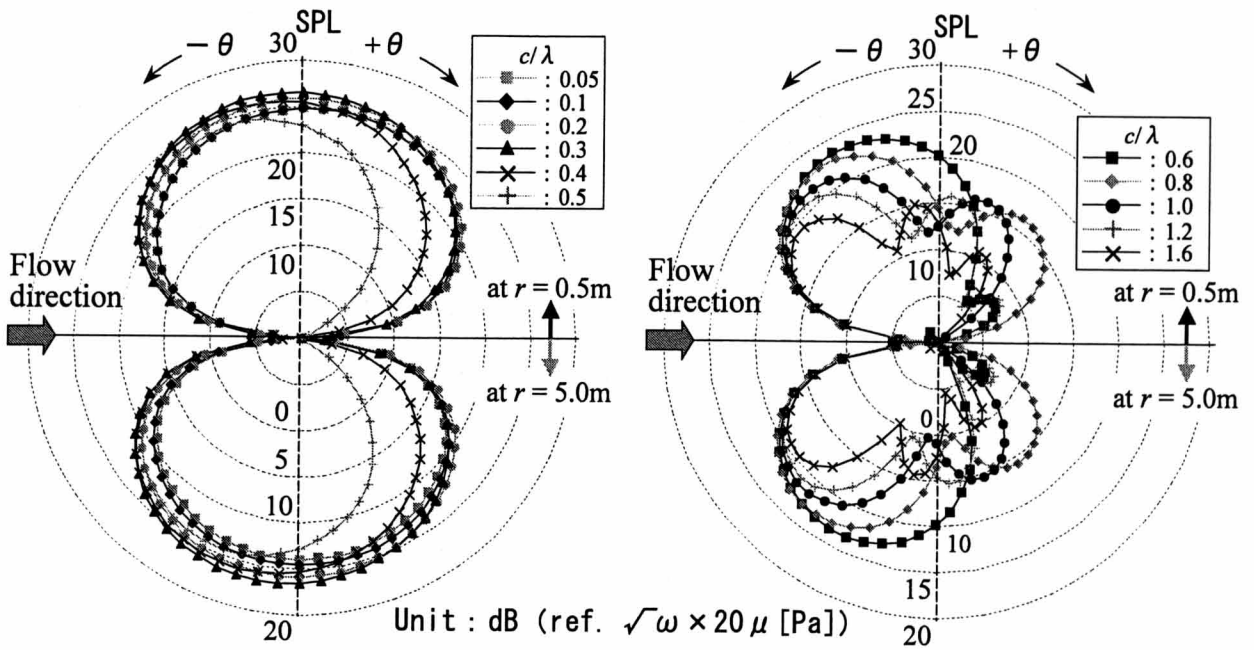 SPL
30
− θ + θ
c/λ
: 0.05
: 0.1
: 0.2
: 0.3
: 0.4
: 0.5
20
15
10
Flow
direction
at r = 0.5m
at r = 5.0m
0
5
10
20
SPL
30
− θ + θ
25
20
c/λ
: 0.6
: 0.8
: 1.0
: 1.2
: 1.6
10
Flow
direction
at r = 0.5m
at r = 5.0m
0
10
15
20
Unit : dB (ref. √ω × 20 μ [Pa])